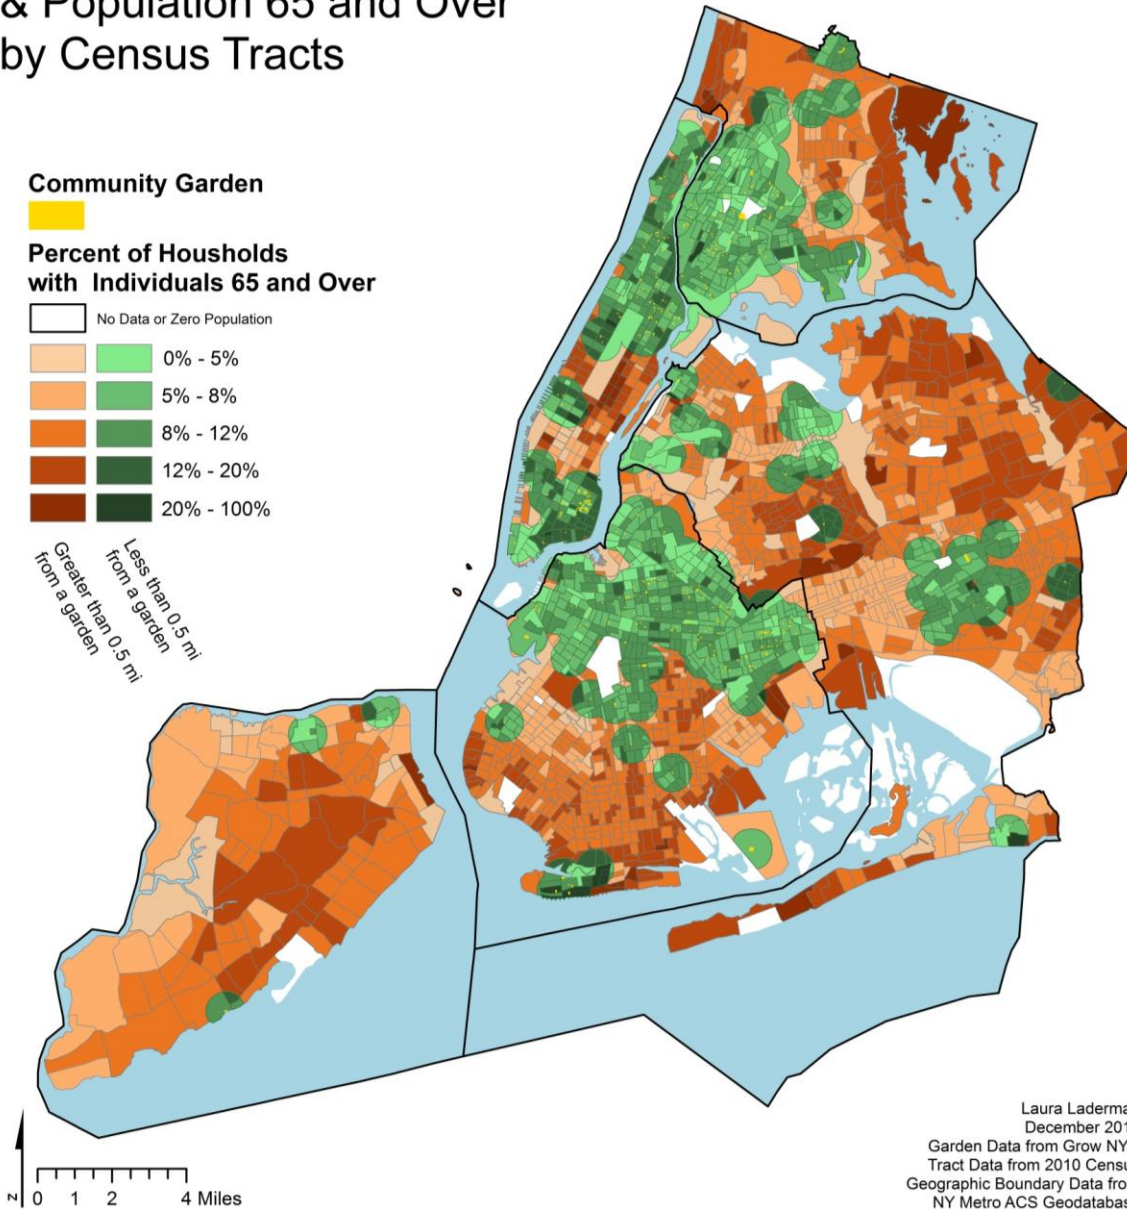 & Population 65 and Over
by Census Tracts
Community Garden
Percent of Housholds
with Individuals 65 and Over
No Data or Zero Population
0% - 5%
5% - 8%
8% - 12%
12% - 20%
20% - 100%
Greater than 0.5 mi
from a garden
Less than 0.5 mi
from a garden
N
0 1 2 4 Miles
Laura Laderma
December 201
Garden Data from Grow NY
Tract Data from 2010 Censu
Geographic Boundary Data fro
NY Metro ACS Geodatabas